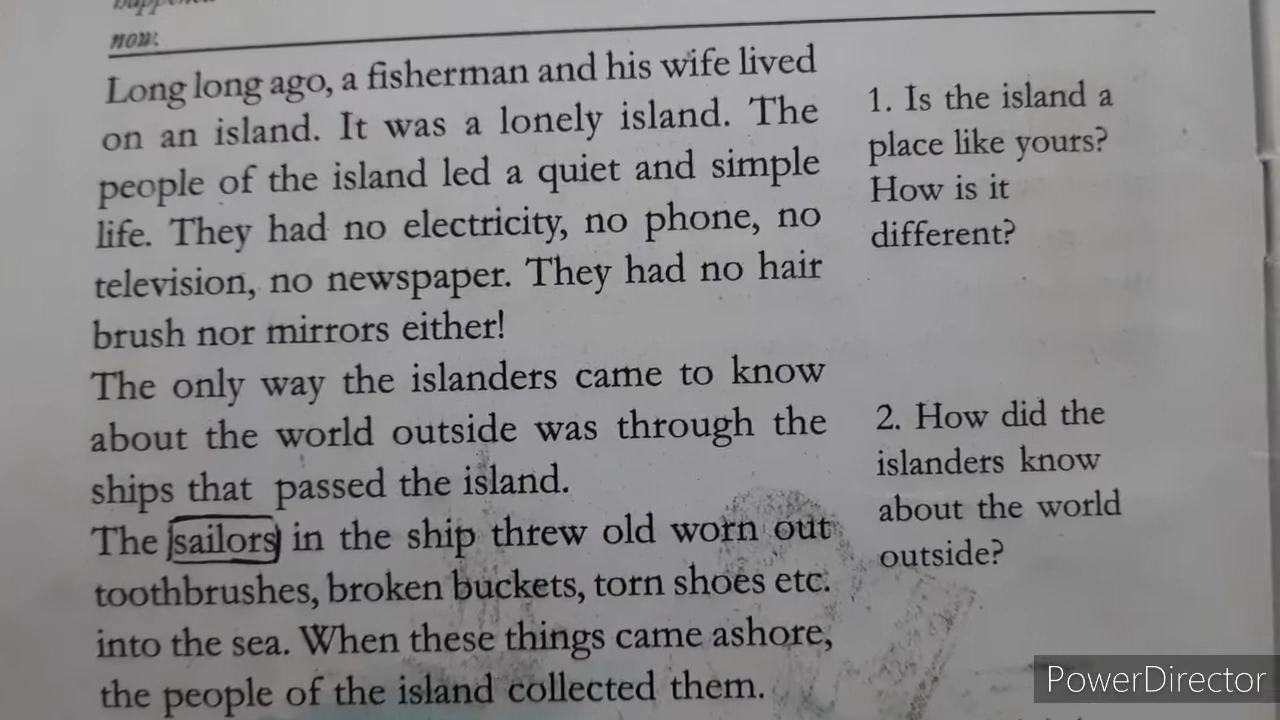 now.
Long long ago, a fisherman and his wife lived
on an island. It was a lonely island. The
people of the island led a quiet and simple
life. They had no electricity, no phone, no
television, no newspaper. They had no hair
brush nor mirrors either!
The only way the islanders came to know
about the world outside was through the
ships that passed the island.
The sailors in the ship threw old worn out
toothbrushes, broken buckets, torn shoes etc.
into the sea. When these things came ashore,
the people of the island collected them.
1. Is the island a
place like yours?
How is it
different?
2. How did the
islanders know
about the world
outside?
PowerDirector